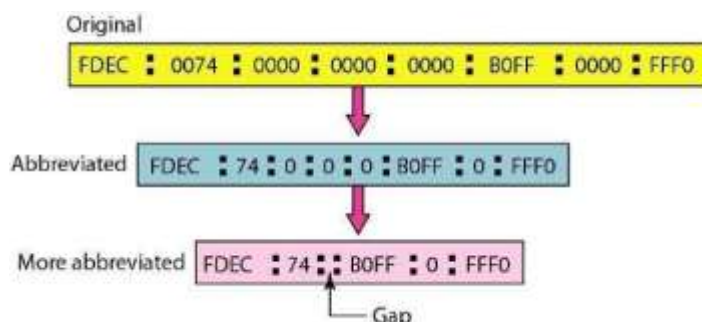 Original
FDEC : 0074 : 0000 : 0000 : 0000 : B0FF : 0000 : FFF0
Abbreviated FDEC : 74 : 0 : 0 : 0 : B0FF : 0 : FFF0
More abbreviated FDEC : 74 : : B0FF : 0 : FFF0
Gap